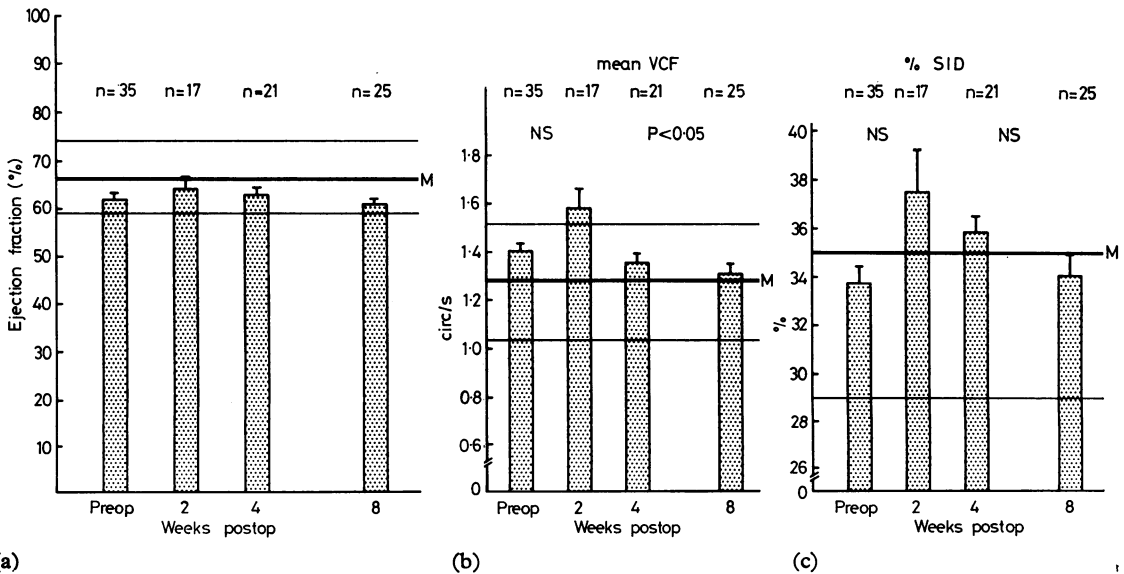 100
90
80
70
60
50
40
30
20
10
Ejection fraction (%)
n=35 n=17 n=21 n=25
M
Preop 2 4 8
Weeks postop
a)
mean VCF
n=35 n=17 n=21 n=25
NS P<0·05
1·8
1·6
1·4
1·2
1·0
0·8
0·6
0
circ/s
M
Preop 2 4 8
Weeks postop
(b)
% SID
n=35 n=17 n=21 n=25
NS NS
40
38
36
34
32
30
29
28
26
0
%
M
Preop 2 4 8
Weeks postop
(c)